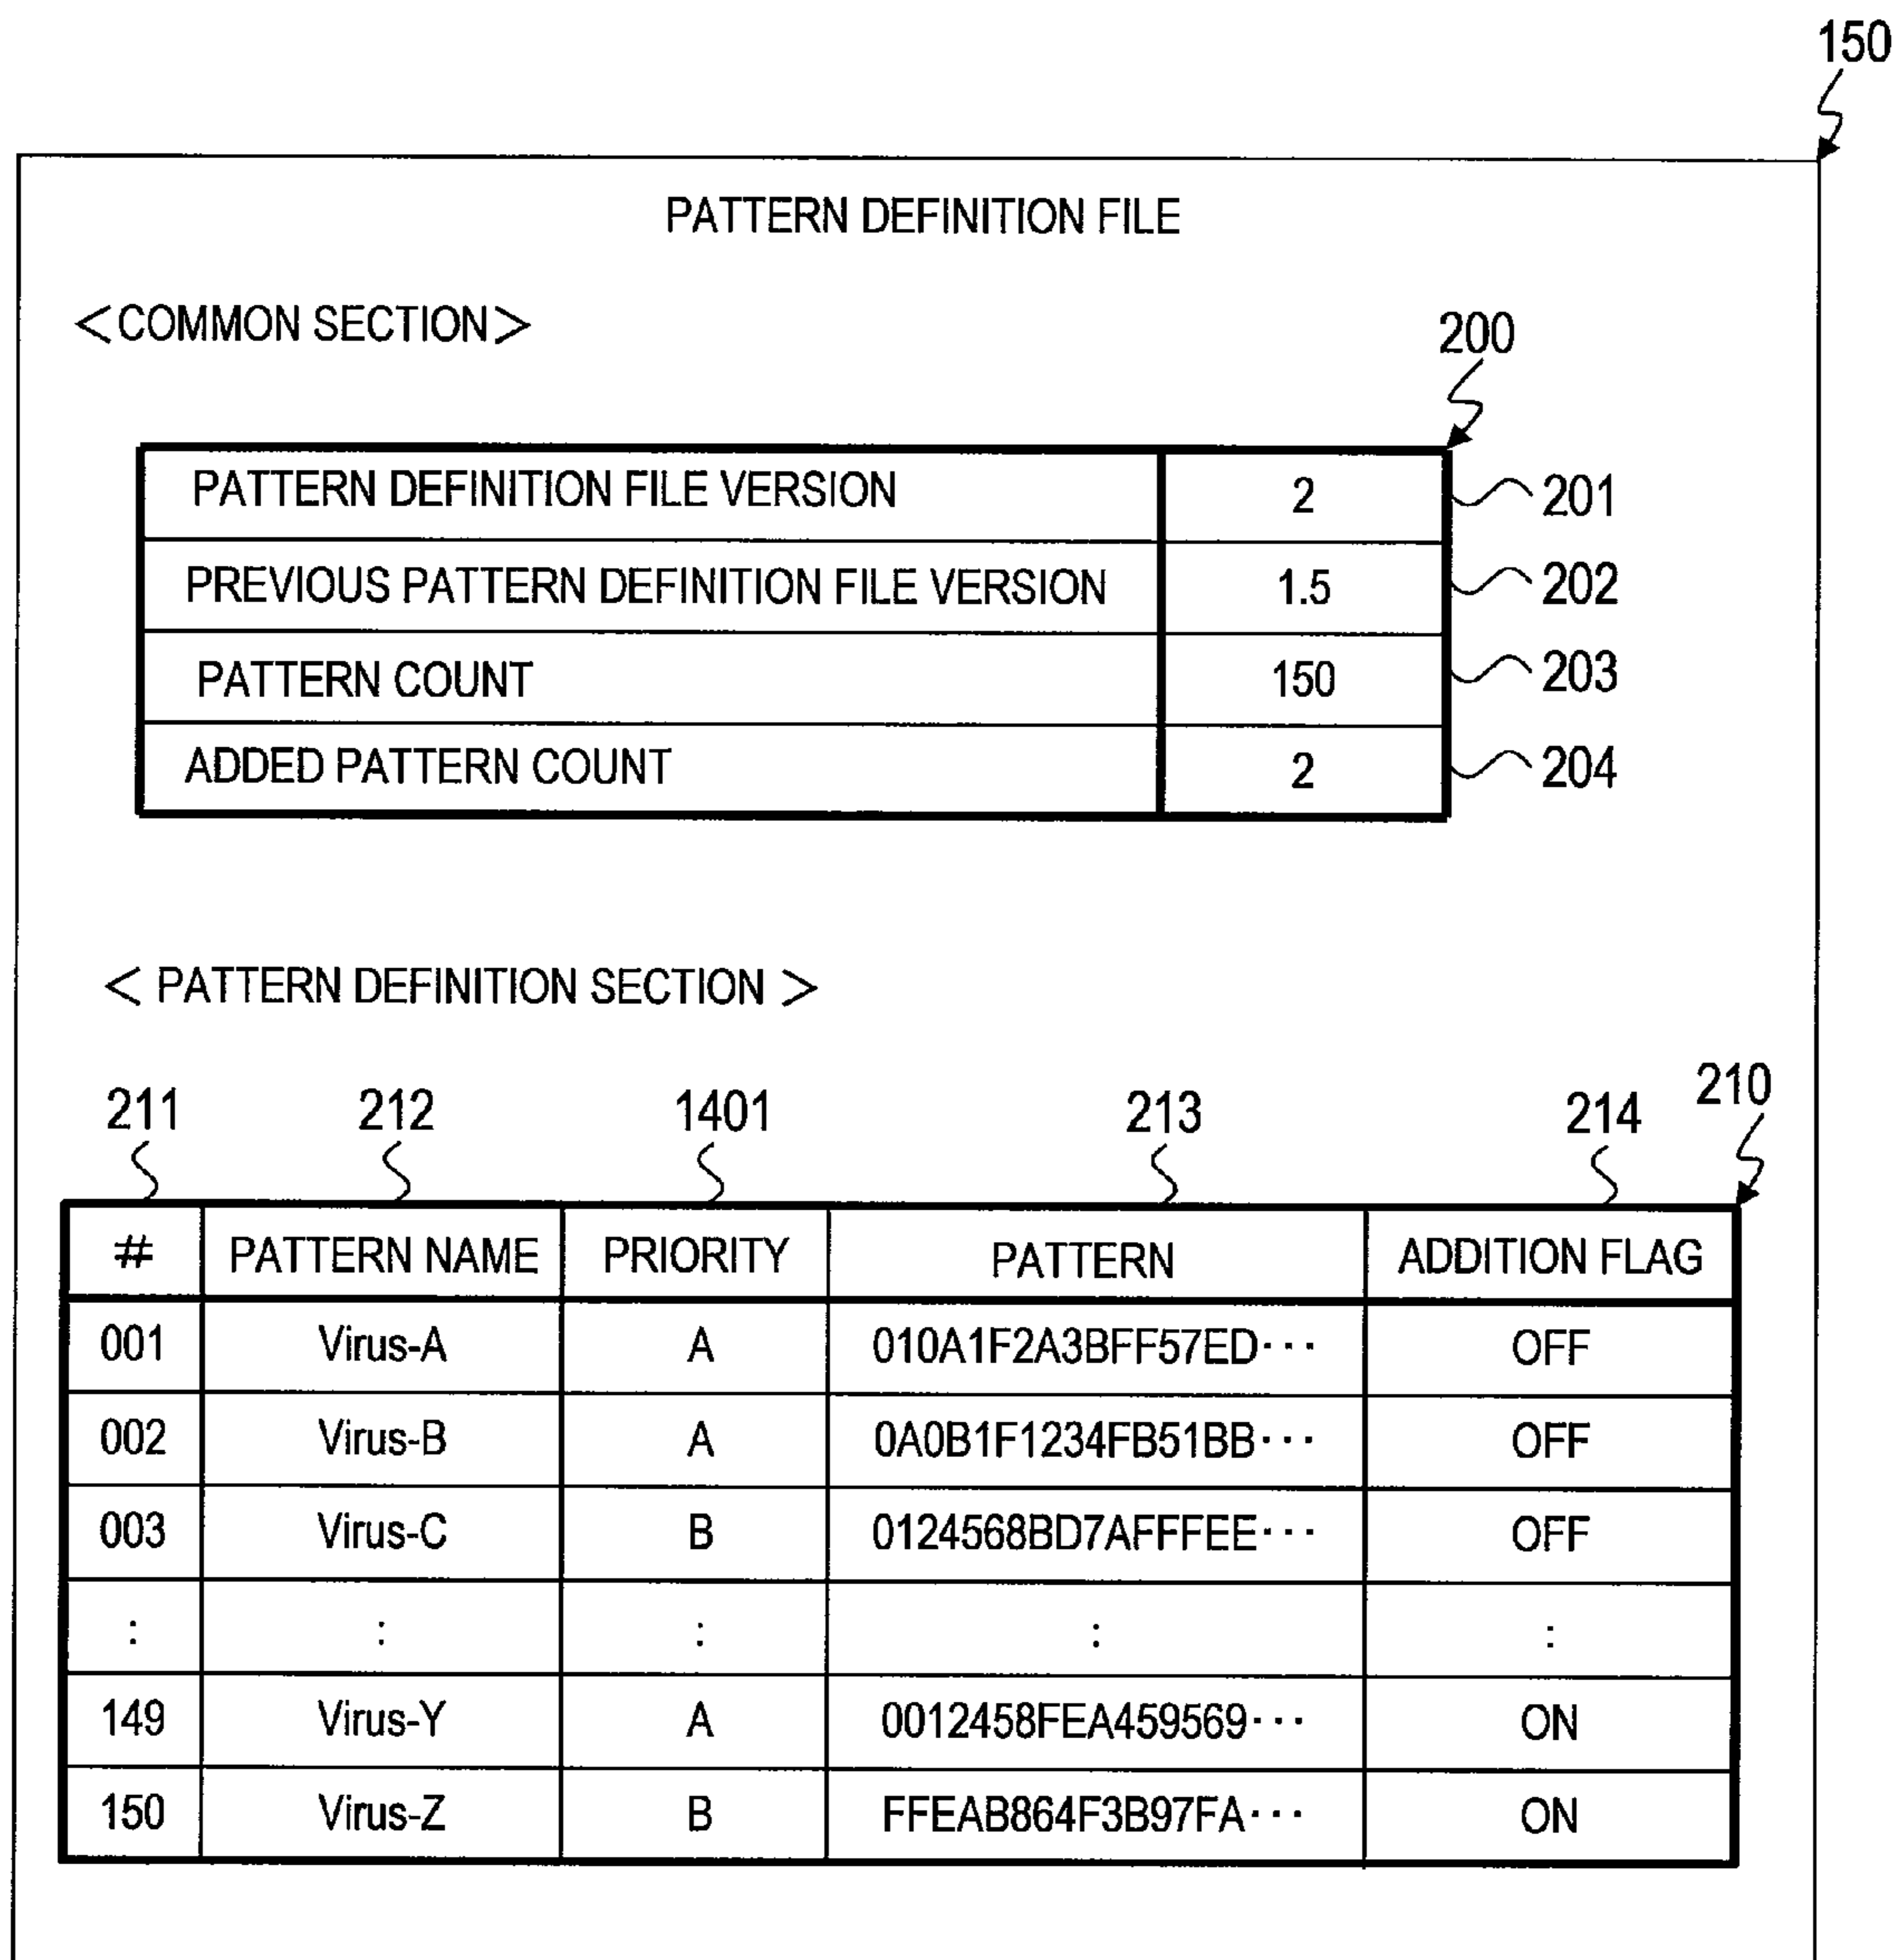 150
PATTERN DEFINITION FILE
<COMMON SECTION>
200
PATTERN DEFINITION FILE VERSION 2 201
PREVIOUS PATTERN DEFINITION FILE VERSION 1.5 202
PATTERN COUNT 150 203
ADDED PATTERN COUNT 2 204
< PATTERN DEFINITION SECTION >
211 212 1401 213 214 210
# PATTERN NAME PRIORITY PATTERN ADDITION FLAG
001 Virus-A A 010A1F2A3BFF57ED··· OFF
002 Virus-B A 0A0B1F1234FB51BB··· OFF
003 Virus-C B 0124568BD7AFFFEE··· OFF
: : : : :
149 Virus-Y A 0012458FEA459569··· ON
150 Virus-Z B FFEAB864F3B97FA··· ON